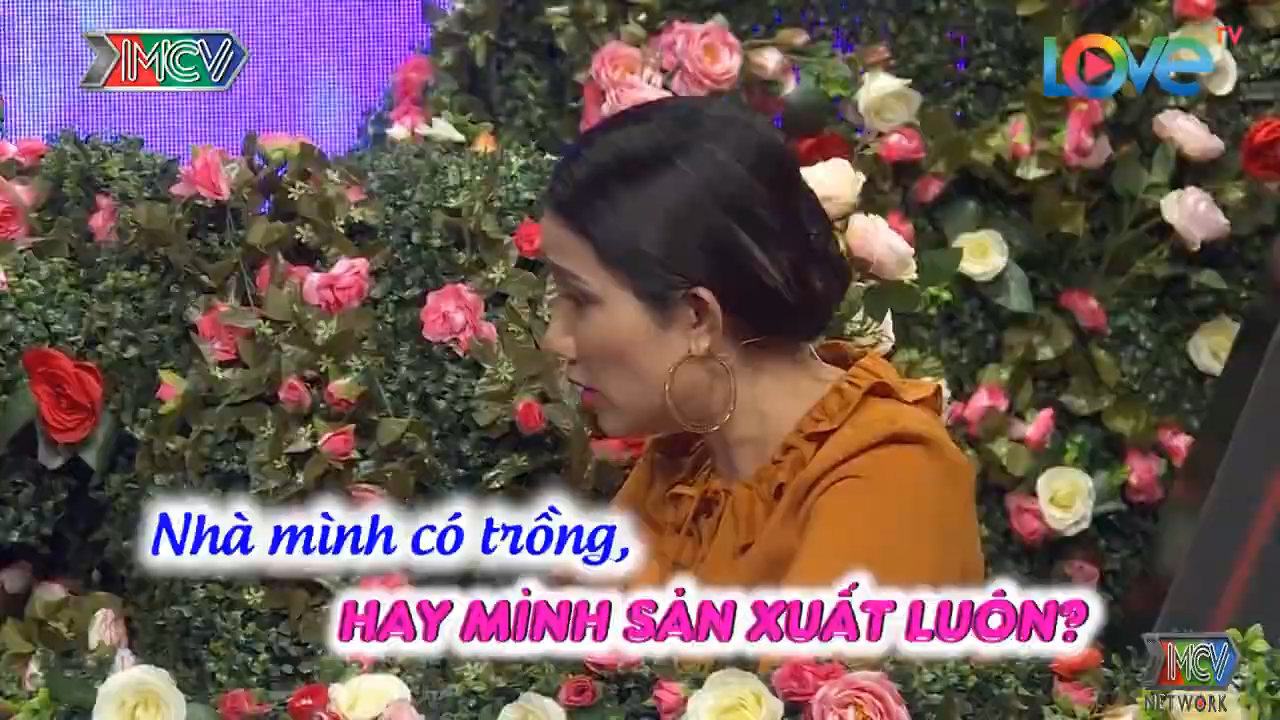 MCV
LOVE TV
Nhà mình có trồng,
HAY MÌNH SẢN XUẤT LUÔN?
MCV
NETWORK